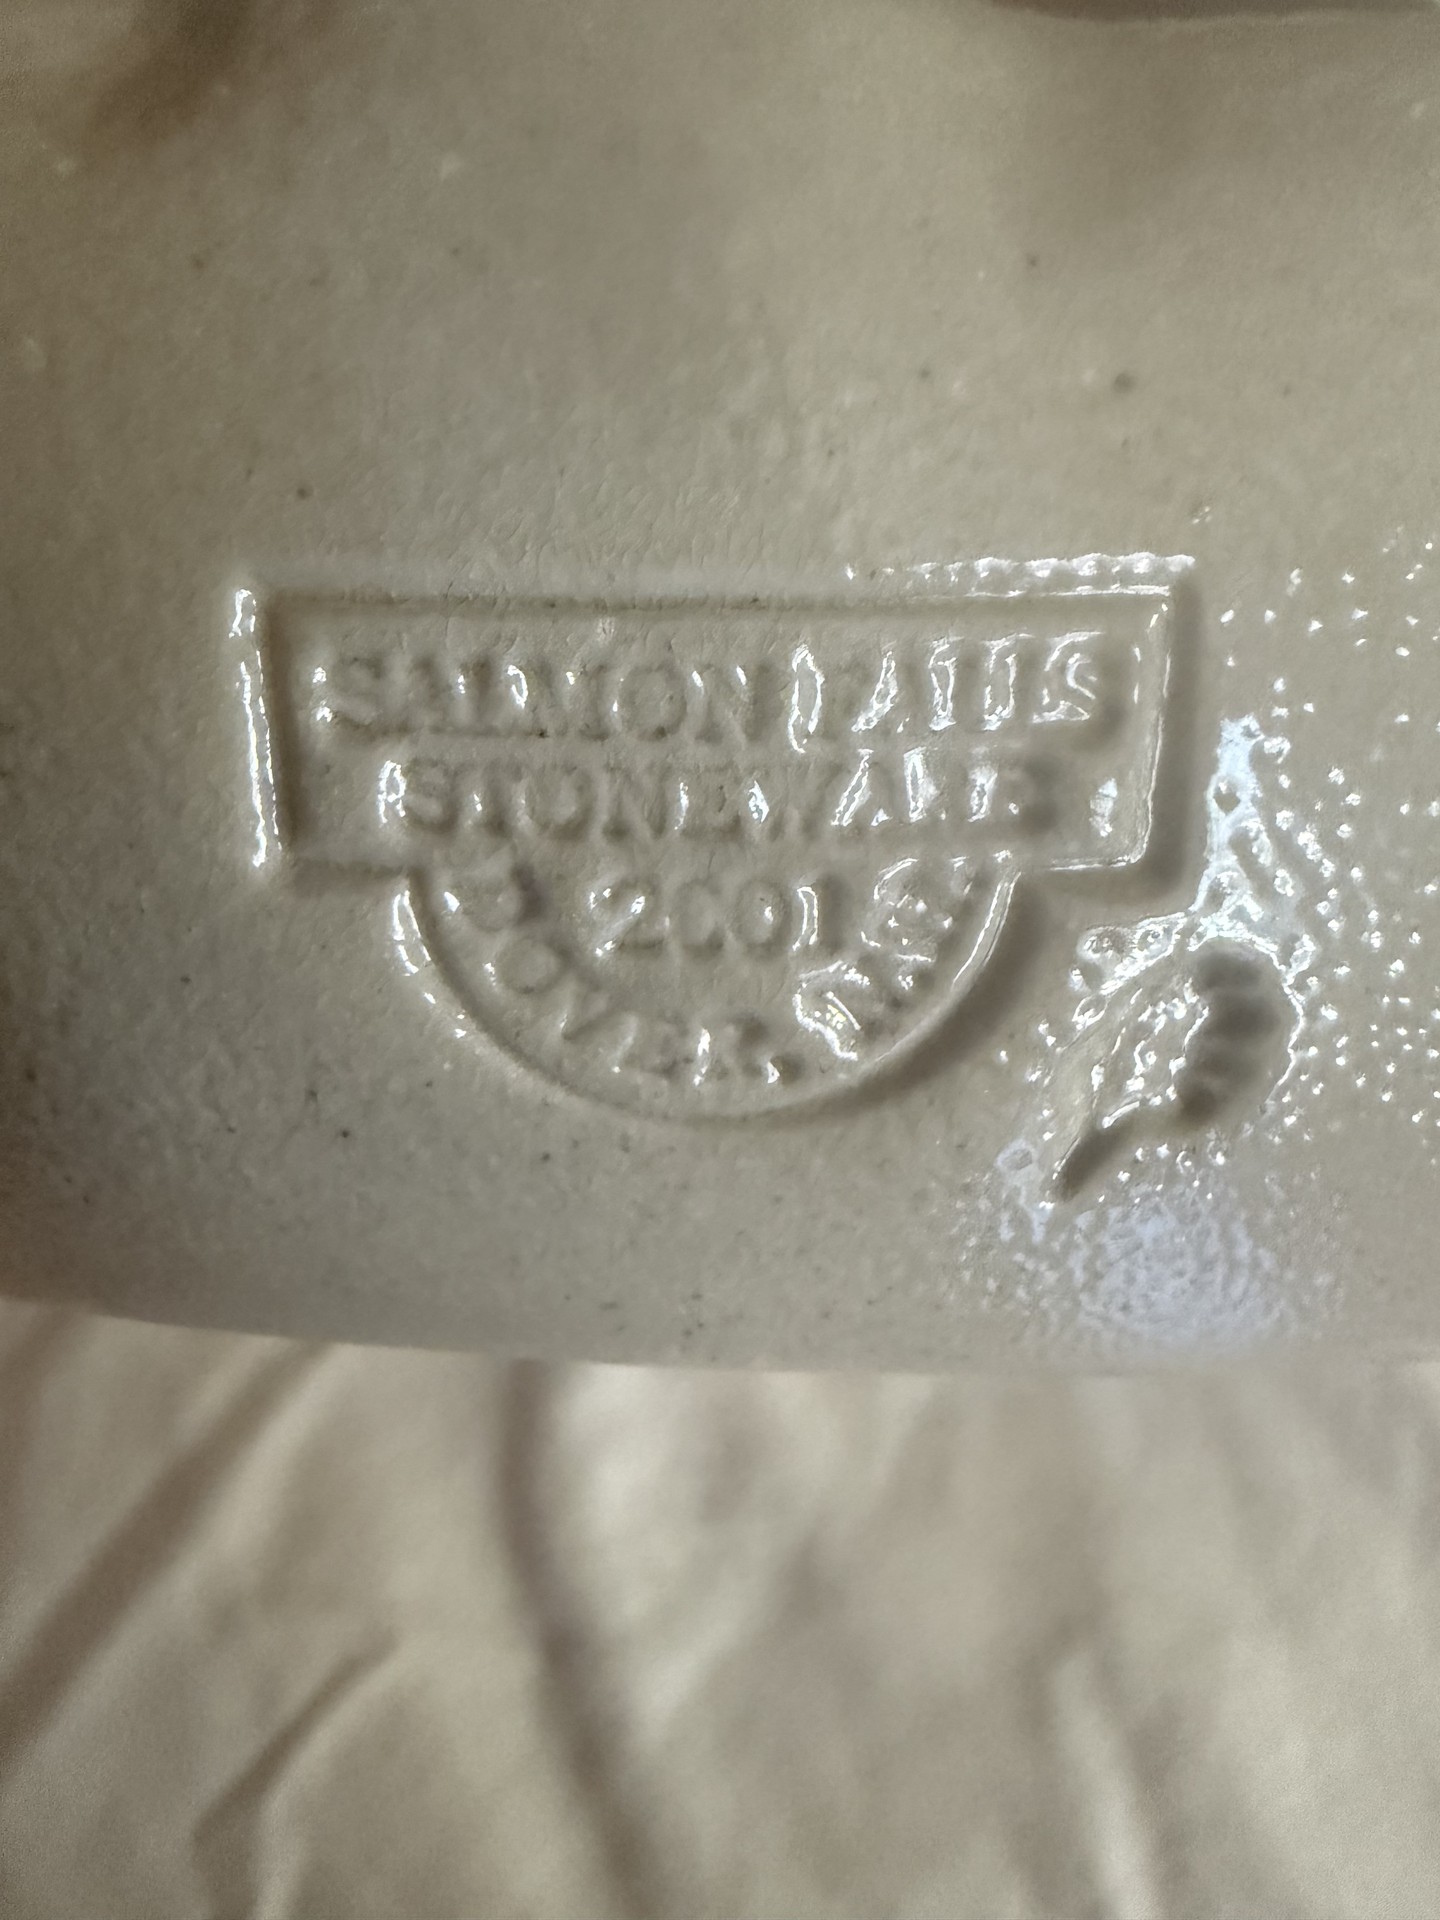 SALMON FALLS
STONEWARE
2001
DOVER, NH